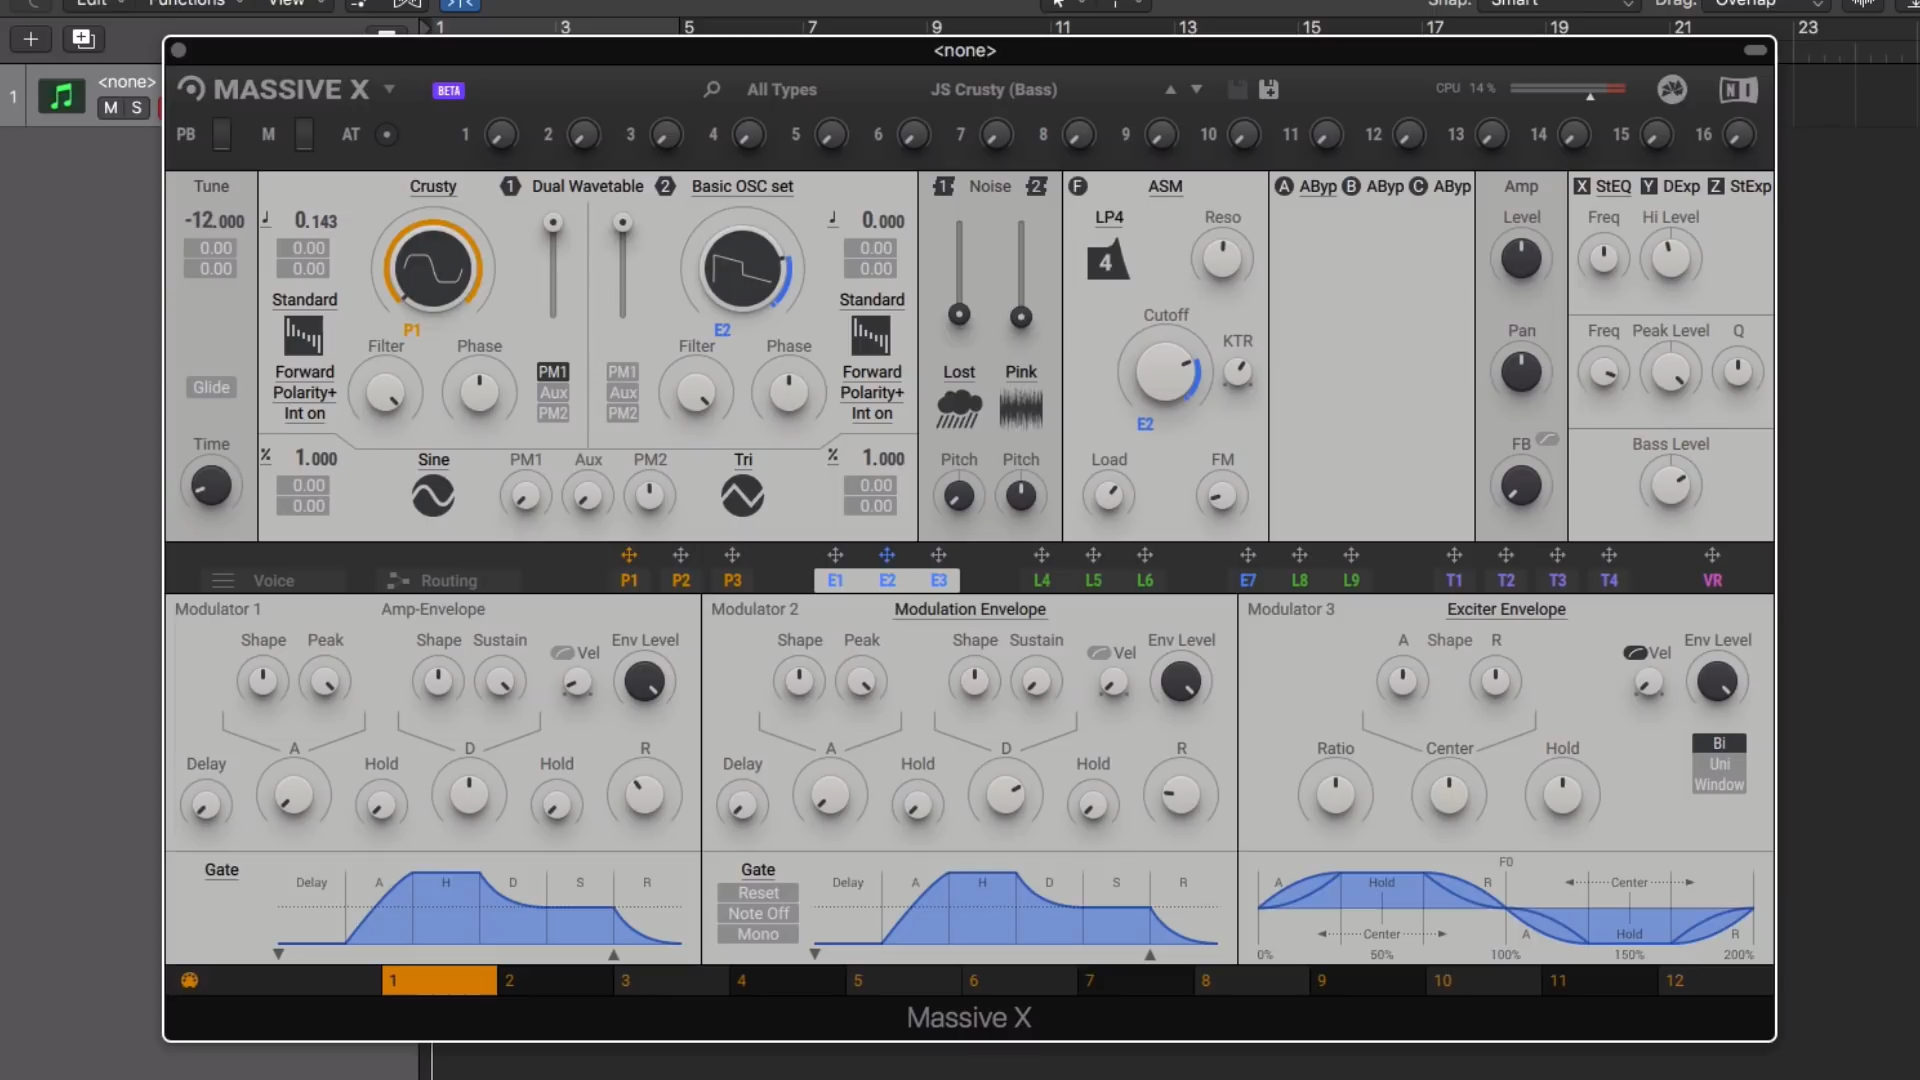 Edit Functions View Snap: Smart Drag: Overlap
1 3 5 7 9 11 13 15 17 19 21 23
<none>
1 <none>
M S
MASSIVE X BETA All Types JS Crusty (Bass) CPU 14 % NI
PB M AT 1 2 3 4 5 6 7 8 9 10 11 12 13 14 15 16
Tune Crusty 1 Dual Wavetable 2 Basic OSC set 1 Noise 2 F ASM A AByp B AByp C AByp Amp X StEQ Y DExp Z StExp
-12.000 0.143 0.000 LP4 Reso Level Freq Hi Level
0.00 0.00 0.00
0.00 0.00 0.00
4
Standard Standard
P1 E2 Cutoff Pan Freq Peak Level Q
Filter Phase Filter Phase KTR
Forward PM1 PM1 Forward Lost Pink
Glide Polarity+ Aux Aux Polarity+
Int on PM2 PM2 Int on
E2
Time FB Bass Level
1.000 Sine PM1 Aux PM2 Tri 1.000 Pitch Pitch Load FM
0.00 0.00
0.00 0.00
Voice Routing P1 P2 P3 E1 E2 E3 L4 L5 L6 E7 L8 L9 T1 T2 T3 T4 VR
Modulator 1 Amp-Envelope Modulator 2 Modulation Envelope Modulator 3 Exciter Envelope
Shape Peak Shape Sustain Vel Env Level Shape Peak Shape Sustain Vel Env Level A Shape R Vel Env Level
A D R A D R Ratio Center Hold
Delay Hold Hold Delay Hold Hold
Bi
Uni
Window
Gate Gate F0
Delay A H D S R Delay A H D S R A Hold R Center
Reset
Note Off
Mono
Center A Hold R
0% 50% 100% 150% 200%
1 2 3 4 5 6 7 8 9 10 11 12
Massive X